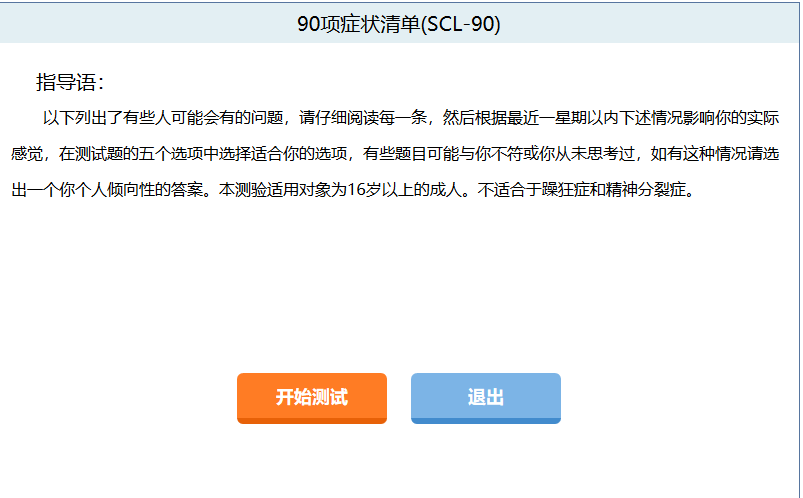 90项症状清单(SCL-90)
指导语：
以下列出了有些人可能会有的问题，请仔细阅读每一条，然后根据最近一星期以内下述情况影响你的实际
感觉，在测试题的五个选项中选择适合你的选项，有些题目可能与你不符或你从未思考过，如有这种情况请选
出一个你个人倾向性的答案。本测验适用对象为16岁以上的成人。不适合于躁狂症和精神分裂症。
开始测试
退出